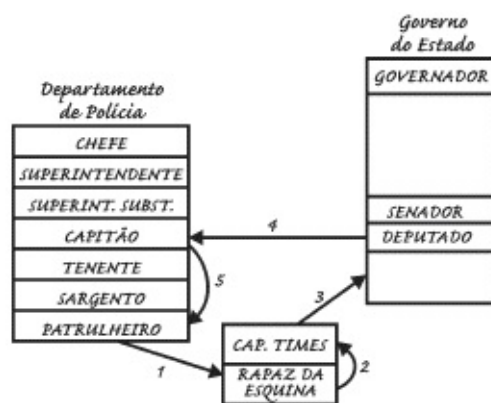 Departamento
de Polícia
CHEFE
SUPERINTENDENTE
SUPERINT. SUBST.
CAPITÃO
TENENTE
SARGENTO
PATRULHEIRO
Governo
do Estado
GOVERNADOR
SENADOR
DEPUTADO
4
5
3
1
CAP. TIMES
RAPAZ DA
ESQUINA
2